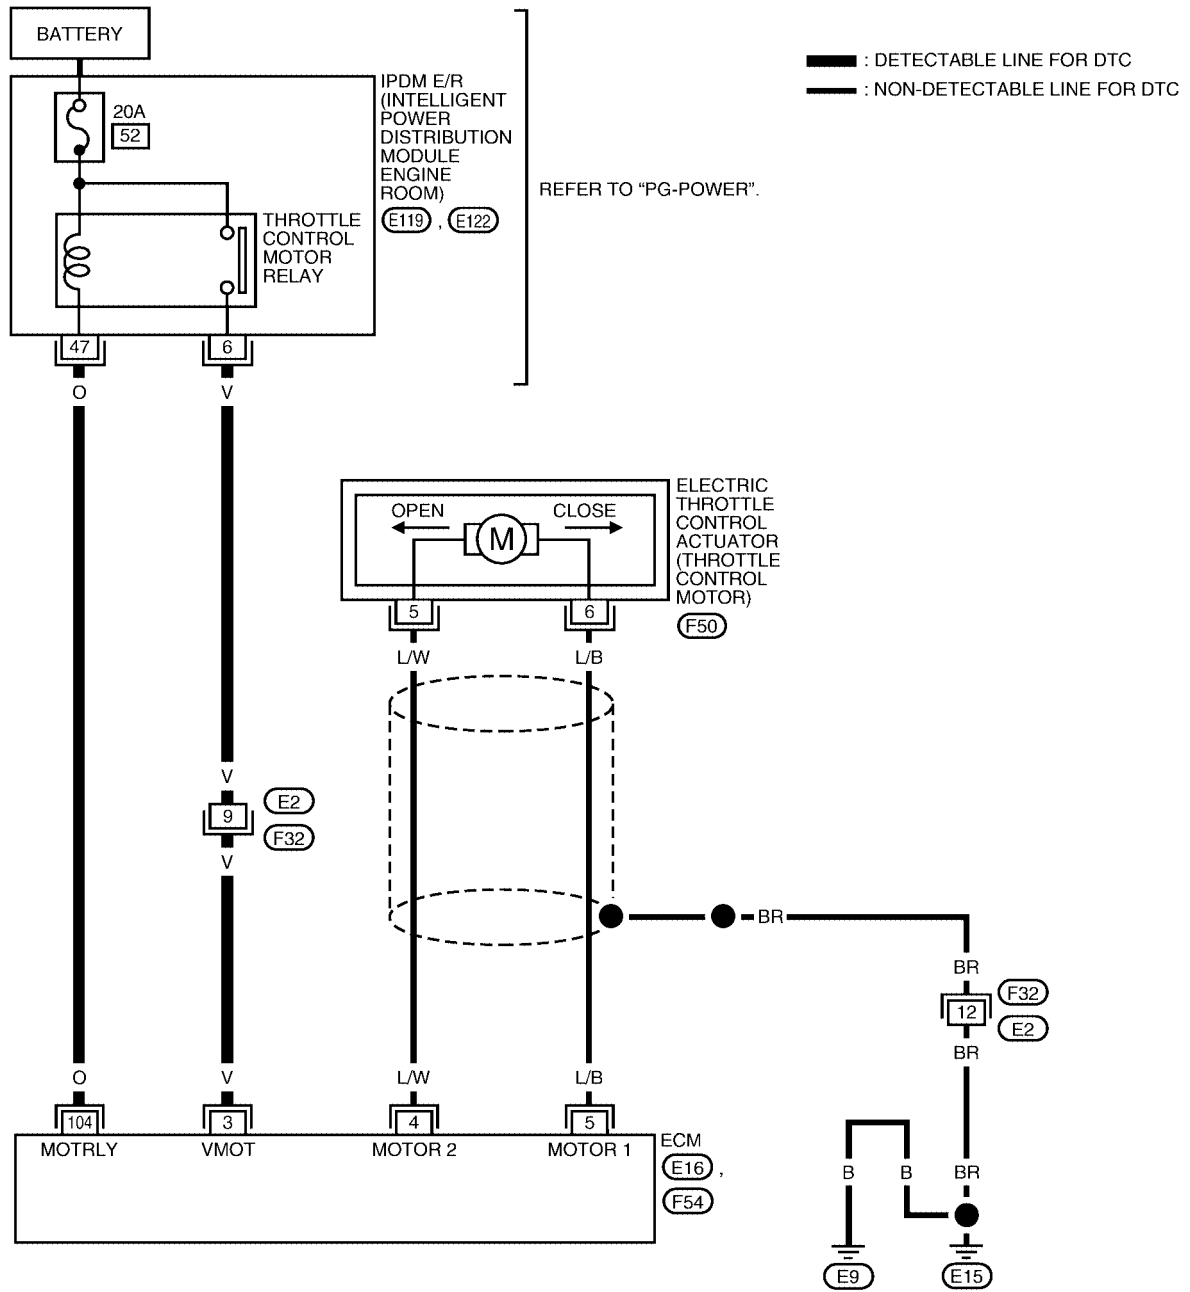 BATTERY
20A
52
IPDM E/R
(INTELLIGENT
POWER
DISTRIBUTION
MODULE
ENGINE
ROOM)
E119 , E122
THROTTLE
CONTROL
MOTOR
RELAY
REFER TO “PG-POWER”.
: DETECTABLE LINE FOR DTC
: NON-DETECTABLE LINE FOR DTC
47
6
O
V
OPEN
CLOSE
M
ELECTRIC
THROTTLE
CONTROL
ACTUATOR
(THROTTLE
CONTROL
MOTOR)
F50
5
6
L/W
L/B
V
9
E2
F32
V
BR
BR
12
F32
E2
BR
O
V
L/W
L/B
104
3
4
5
MOTRLY
VMOT
MOTOR 2
MOTOR 1
ECM
E16 ,
F54
B
B
BR
E9
E15